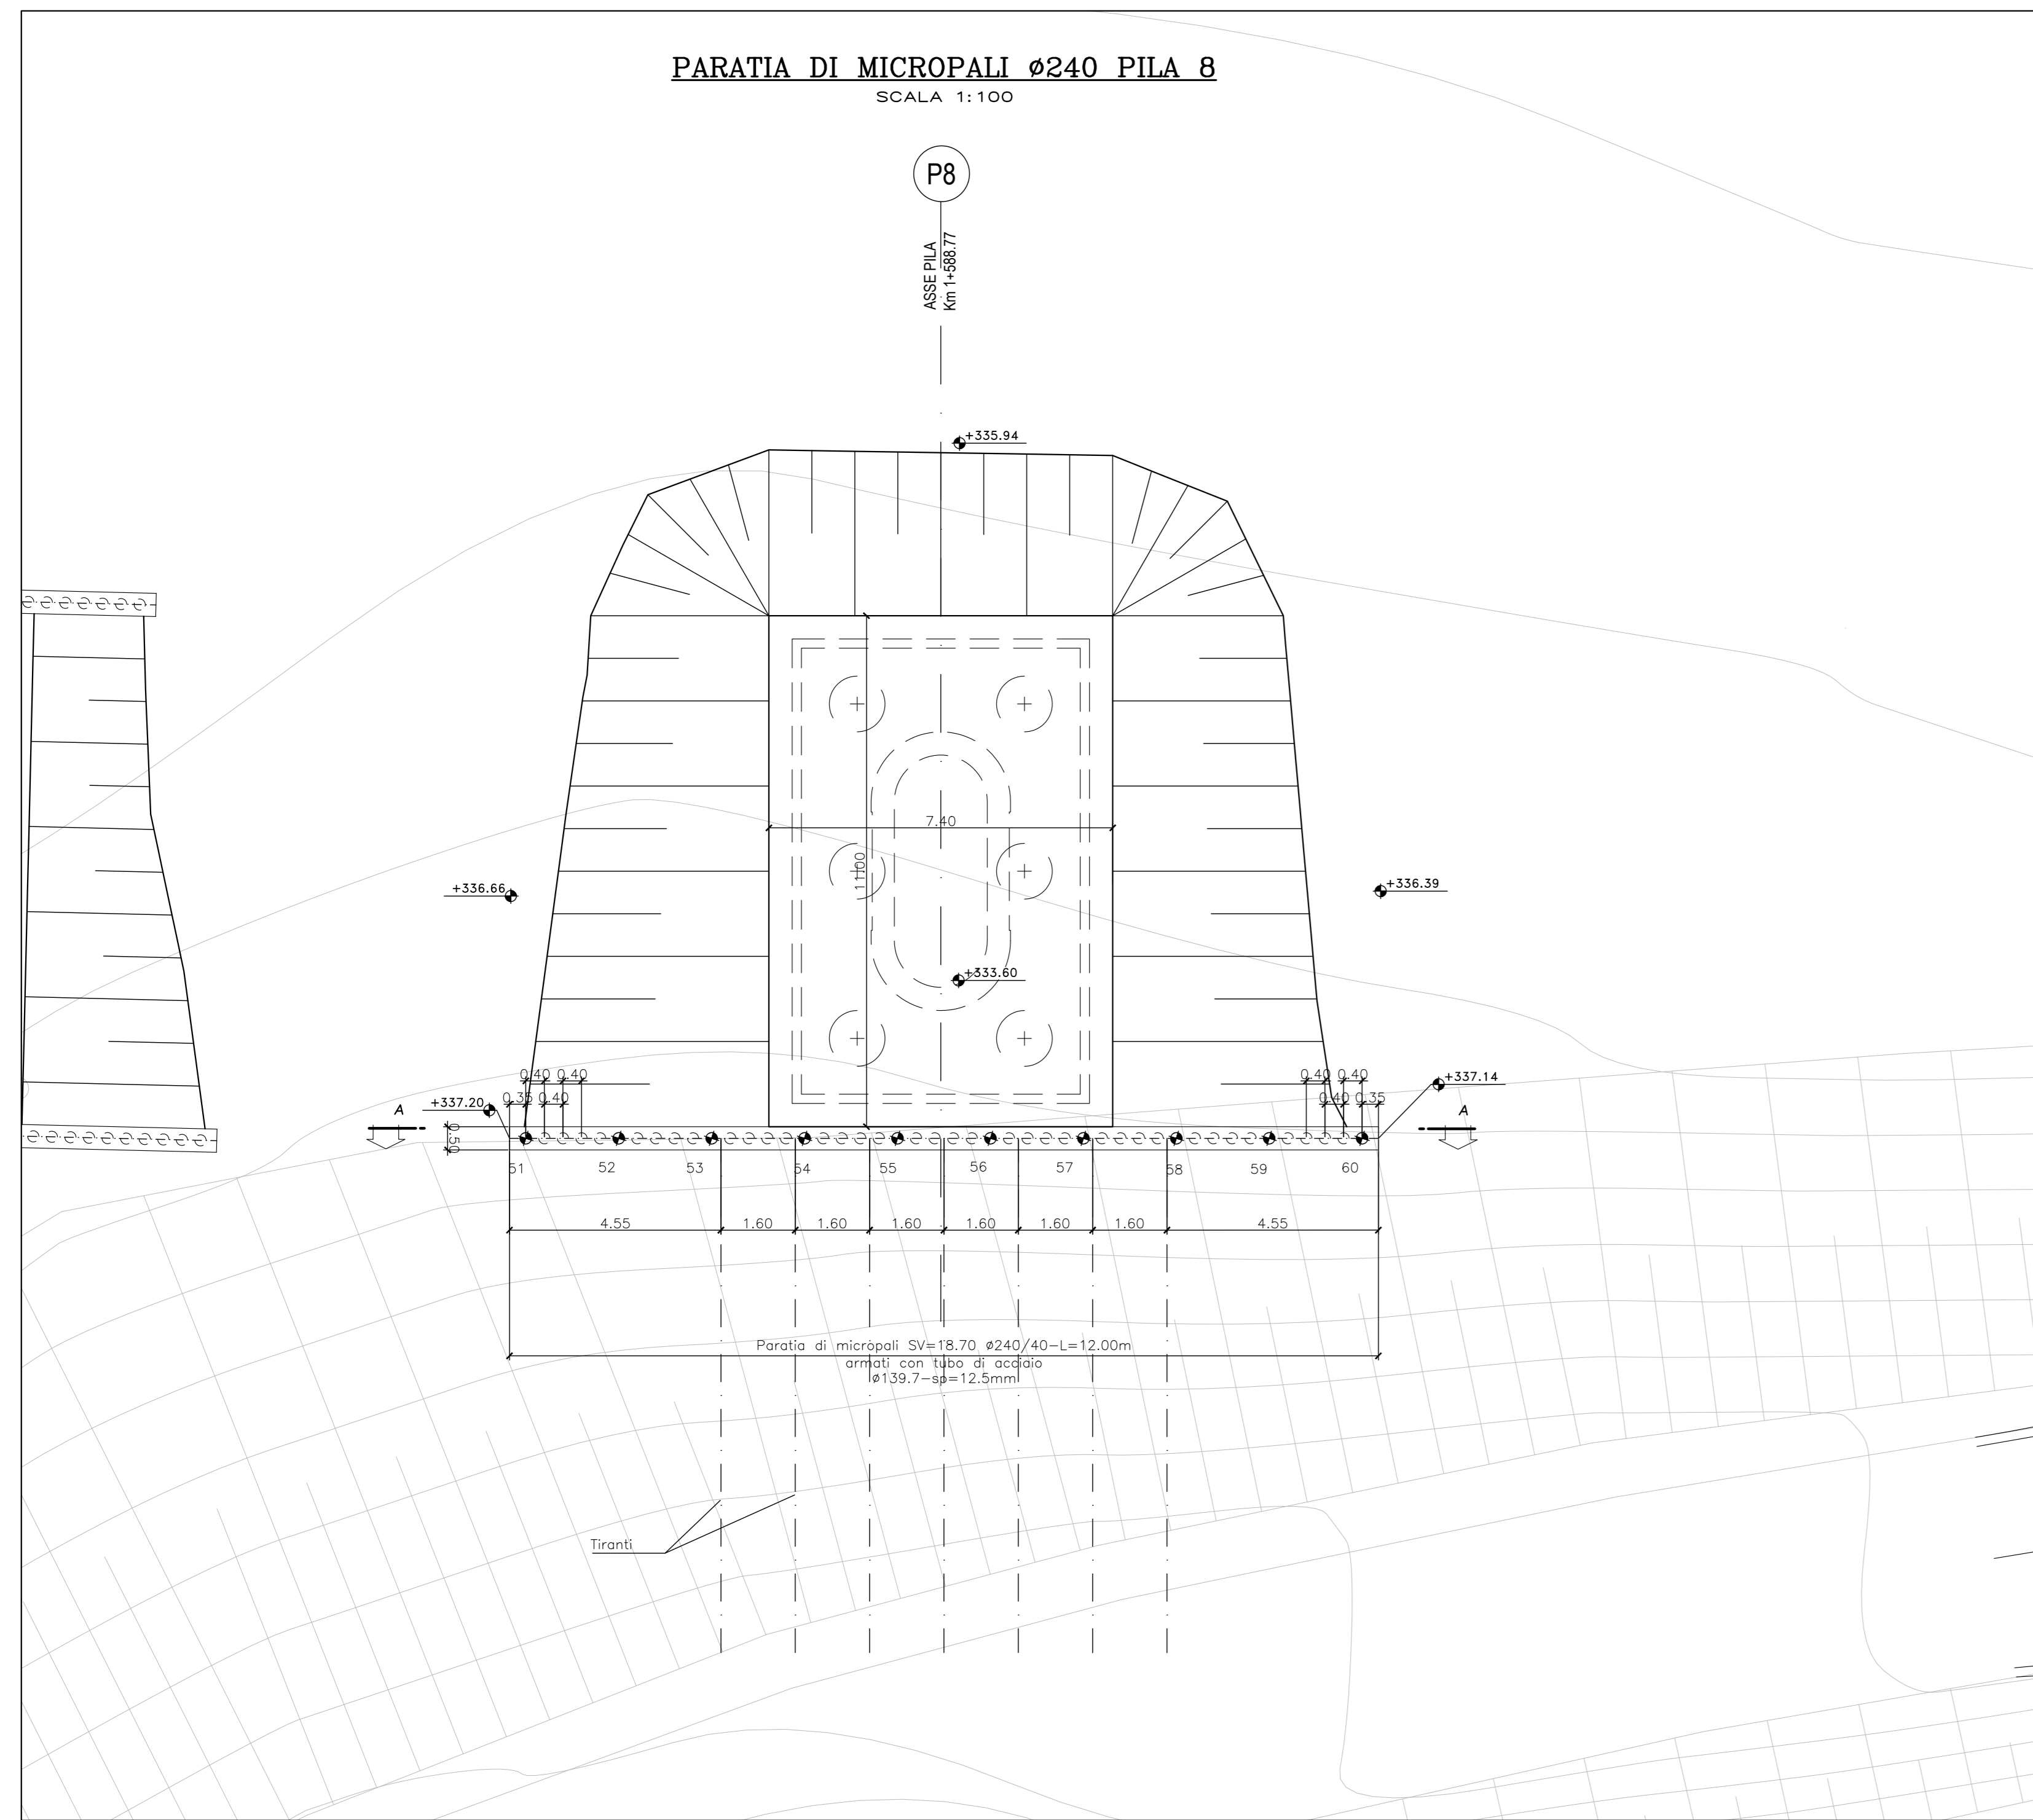 PARATIA DI MICROPALI ø240 PILA 8
SCALA 1:100
P8
ASSE PILA
Km 1+588.77
+335.94
7.40
11.00
+336.66
+336.39
+333.60
0.40 0.40
0.35 0.40
0.40 0.40
0.40 0.35
+337.14
+337.20
A
A
0.50
51 52 53 54 55 56 57 58 59 60
4.55 1.60 1.60 1.60 1.60 1.60 1.60 4.55
Paratia di micropali SV=18.70 ø240/40-L=12.00m
armati con tubo di acciaio
ø139.7-sp=12.5mm
Tiranti